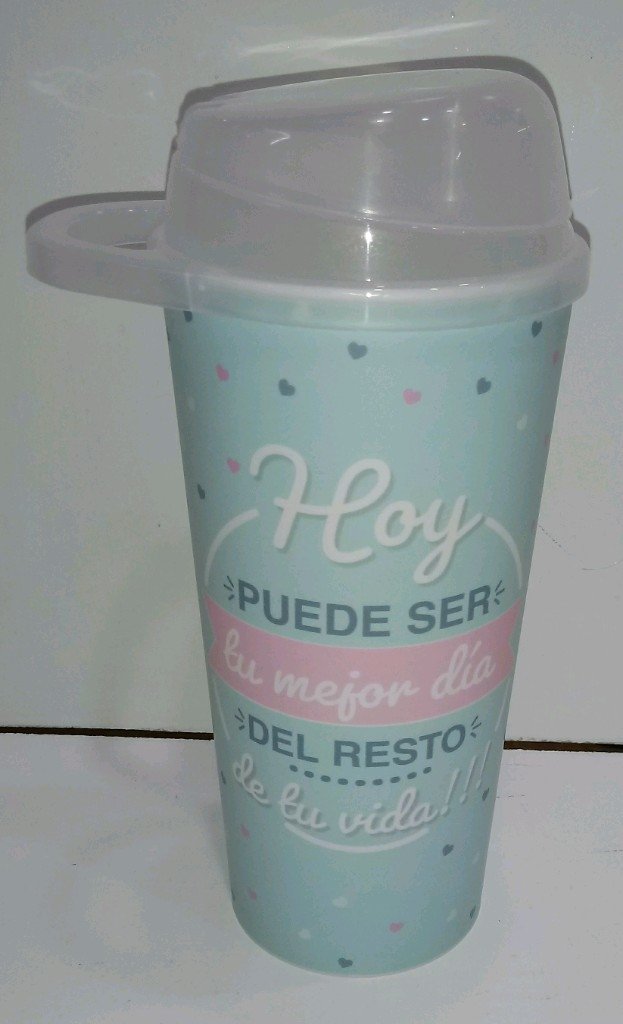 Hoy
PUEDE SER
tu mejor día
DEL RESTO
de tu vida!!!